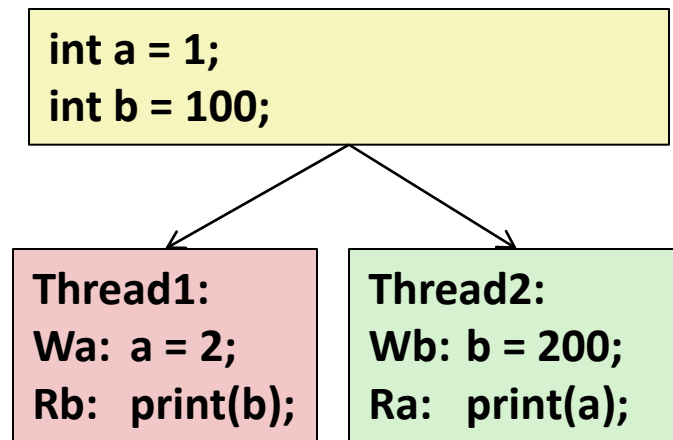 int a = 1;
int b = 100;
Thread1:
Wa: a = 2;
Rb: print(b);
Thread2:
Wb: b = 200;
Ra: print(a);